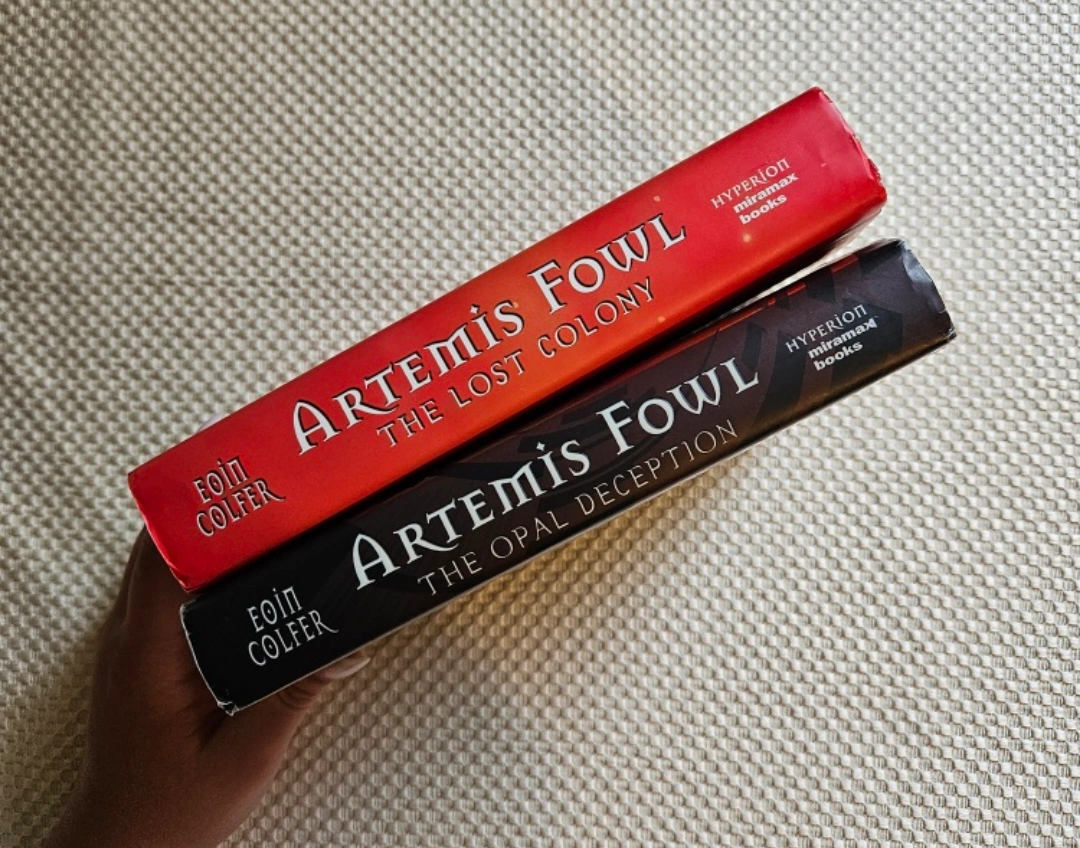 EOIN
COLFER
ARTEMIS FOWL
THE LOST COLONY
HYPERION
miramax
books
EOIN
COLFER
ARTEMIS FOWL
THE OPAL DECEPTION
HYPERION
miramax
books